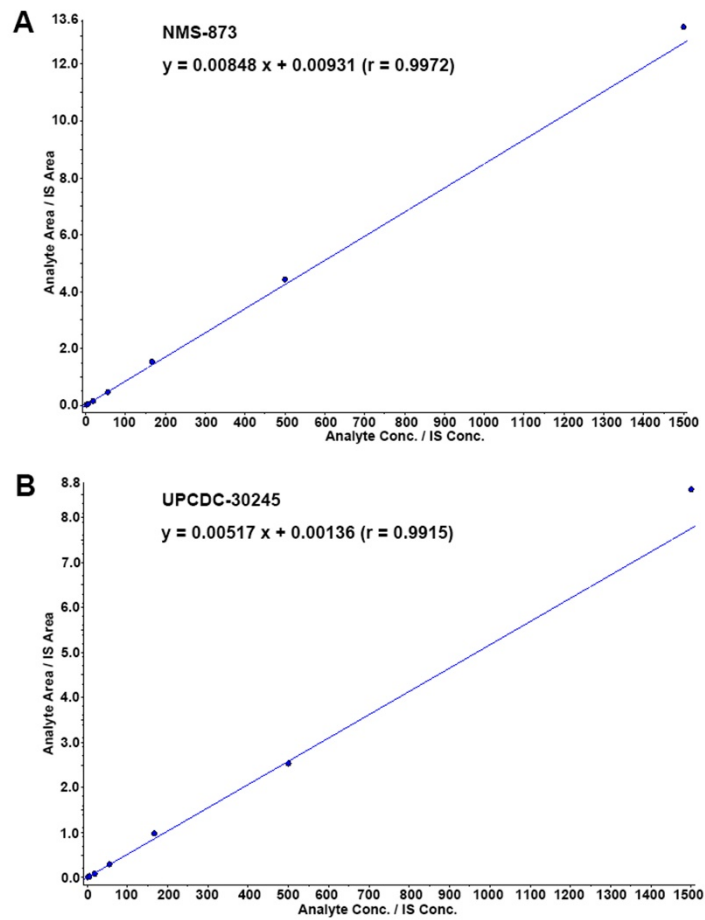 A
NMS-873
y = 0.00848 x + 0.00931 (r = 0.9972)
Analyte Area / IS Area
13.6
12.0
10.0
8.0
6.0
4.0
2.0
0.0
0 100 200 300 400 500 600 700 800 900 1000 1100 1200 1300 1400 1500
Analyte Conc. / IS Conc.
B
UPCDC-30245
y = 0.00517 x + 0.00136 (r = 0.9915)
Analyte Area / IS Area
8.8
8.0
7.0
6.0
5.0
4.0
3.0
2.0
1.0
0.0
0 100 200 300 400 500 600 700 800 900 1000 1100 1200 1300 1400 1500
Analyte Conc. / IS Conc.